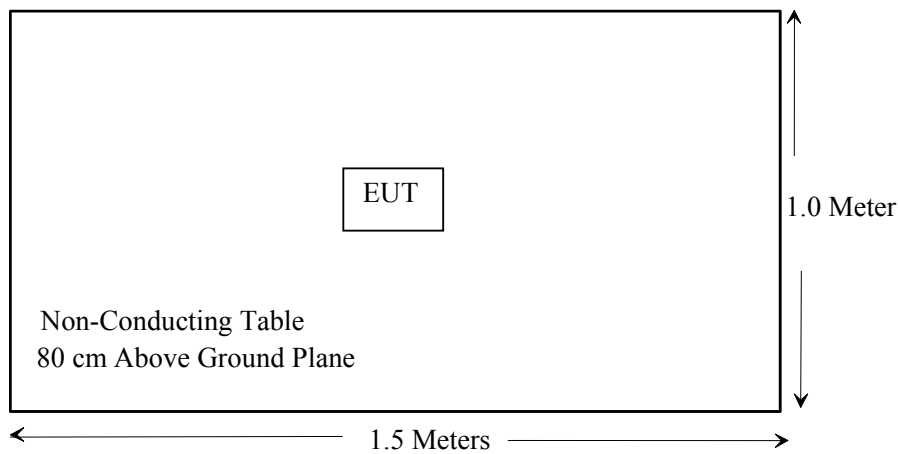 EUT
1.0 Meter
Non-Conducting Table
80 cm Above Ground Plane
1.5 Meters